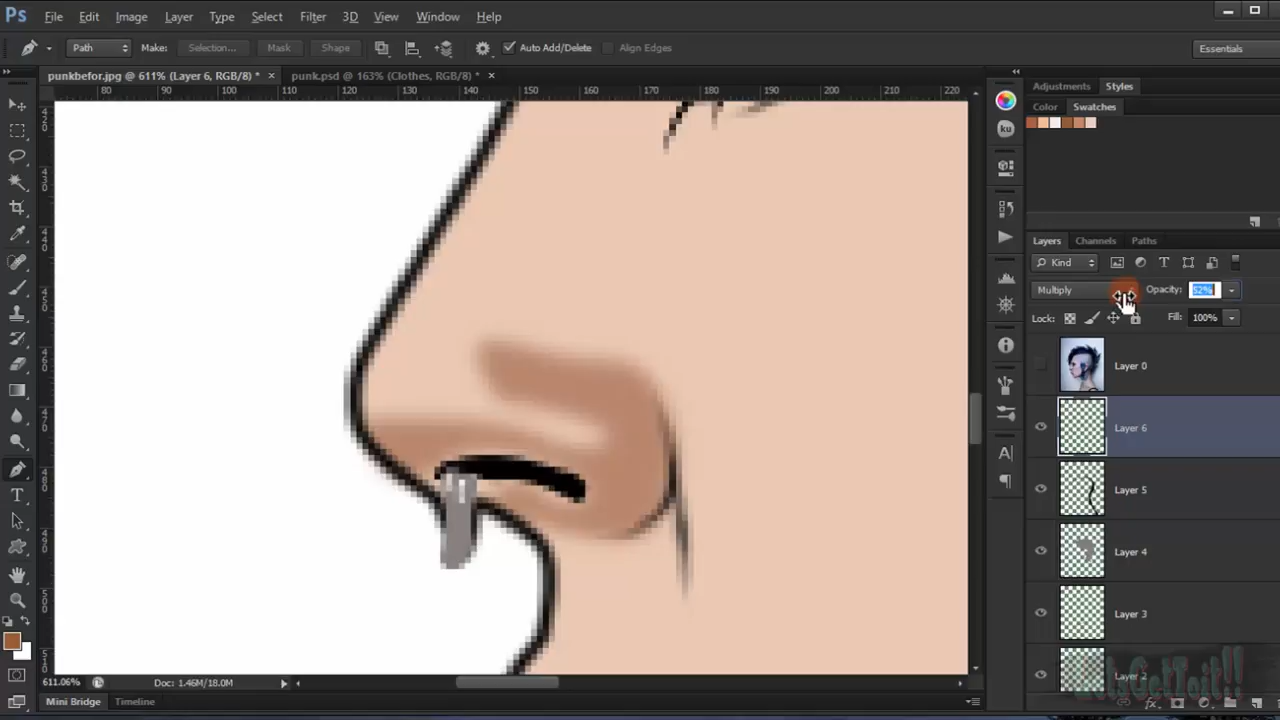 Ps File Edit Image Layer Type Select Filter 3D View Window Help
Path Make: Selection... Mask Shape Auto Add/Delete Align Edges Essentials
punkbefor.jpg @ 611% (Layer 6, RGB/8) * × punk.psd @ 163% (Clothes, RGB/8) * ×
80 90 100 110 120 130 140 150 160 170 180 190 200 210 220
Adjustments Styles
Color Swatches
ku
Layers Channels Paths
Kind
Multiply Opacity: 52%
Lock: Fill: 100%
Layer 0
Layer 6
Layer 5
Layer 4
Layer 3
Layer 2
LetsGetToit!!
611.06% Doc: 1.46M/18.0M
Mini Bridge Timeline